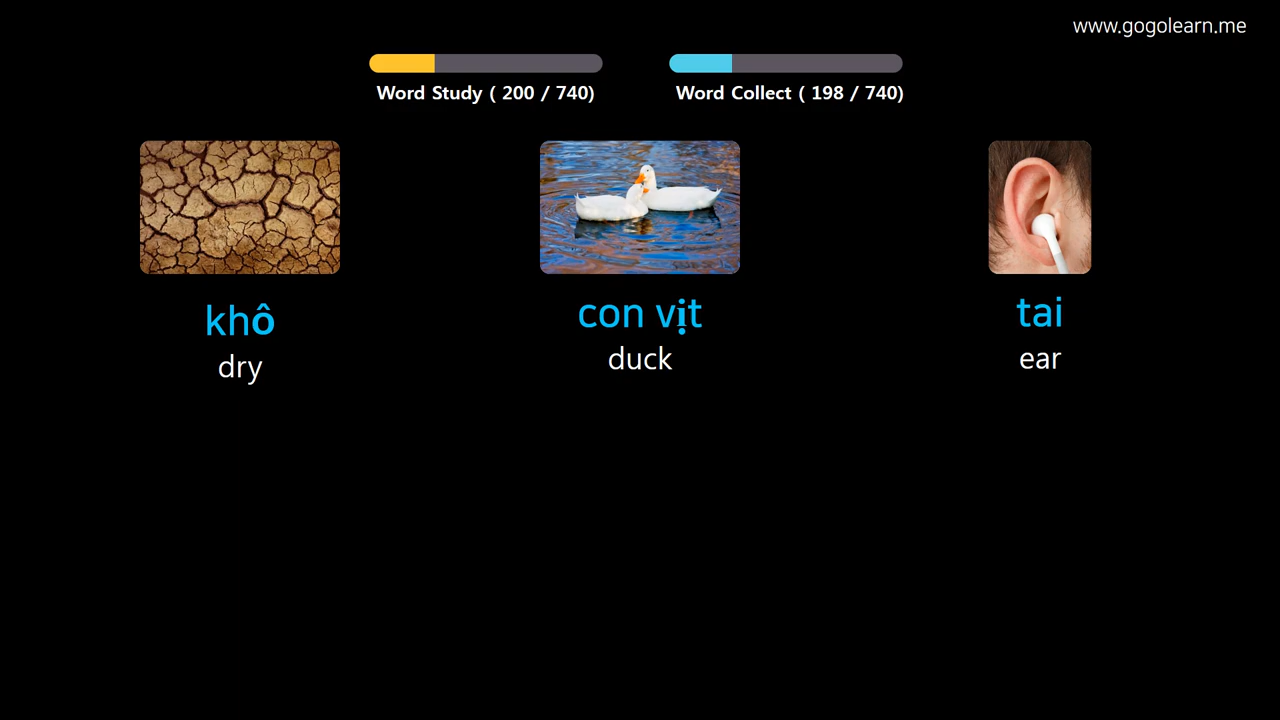 www.gogolearn.me
Word Study ( 200 / 740)
Word Collect ( 198 / 740)
khô
dry
con vịt
duck
tai
ear